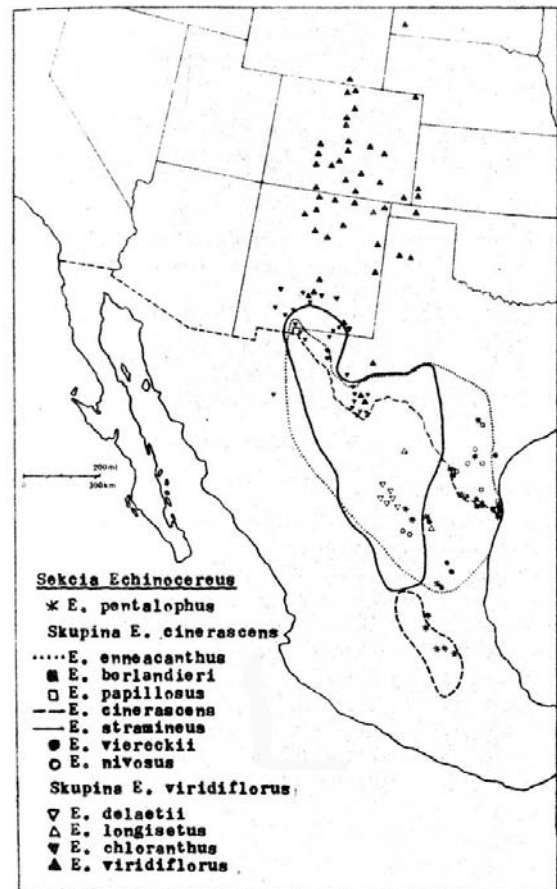 200mi
300km
Sekcia Echinocereus
E. pentalophus
Skupina E. cinerascens
E. enneacanthus
E. berlandieri
E. papillosus
E. cinerascens
E. stramineus
E. viereckii
E. nivosus
Skupina E. viridiflorus
E. delaetii
E. longisetus
E. chloranthus
E. viridiflorus